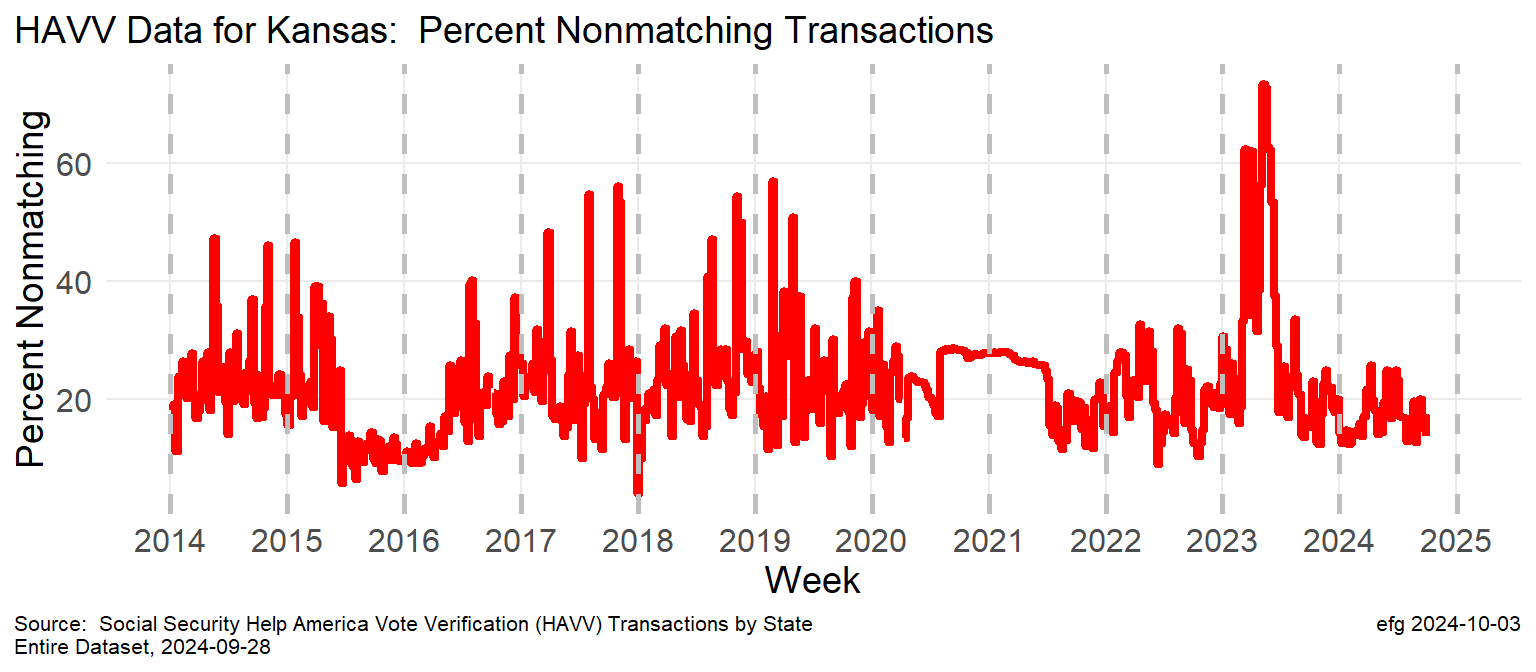 HAVV Data for Kansas:  Percent Nonmatching Transactions
Percent Nonmatching
60
40
20
2014 2015 2016 2017 2018 2019 2020 2021 2022 2023 2024 2025
Week
Source:  Social Security Help America Vote Verification (HAVV) Transactions by State
Entire Dataset, 2024-09-28
efg 2024-10-03